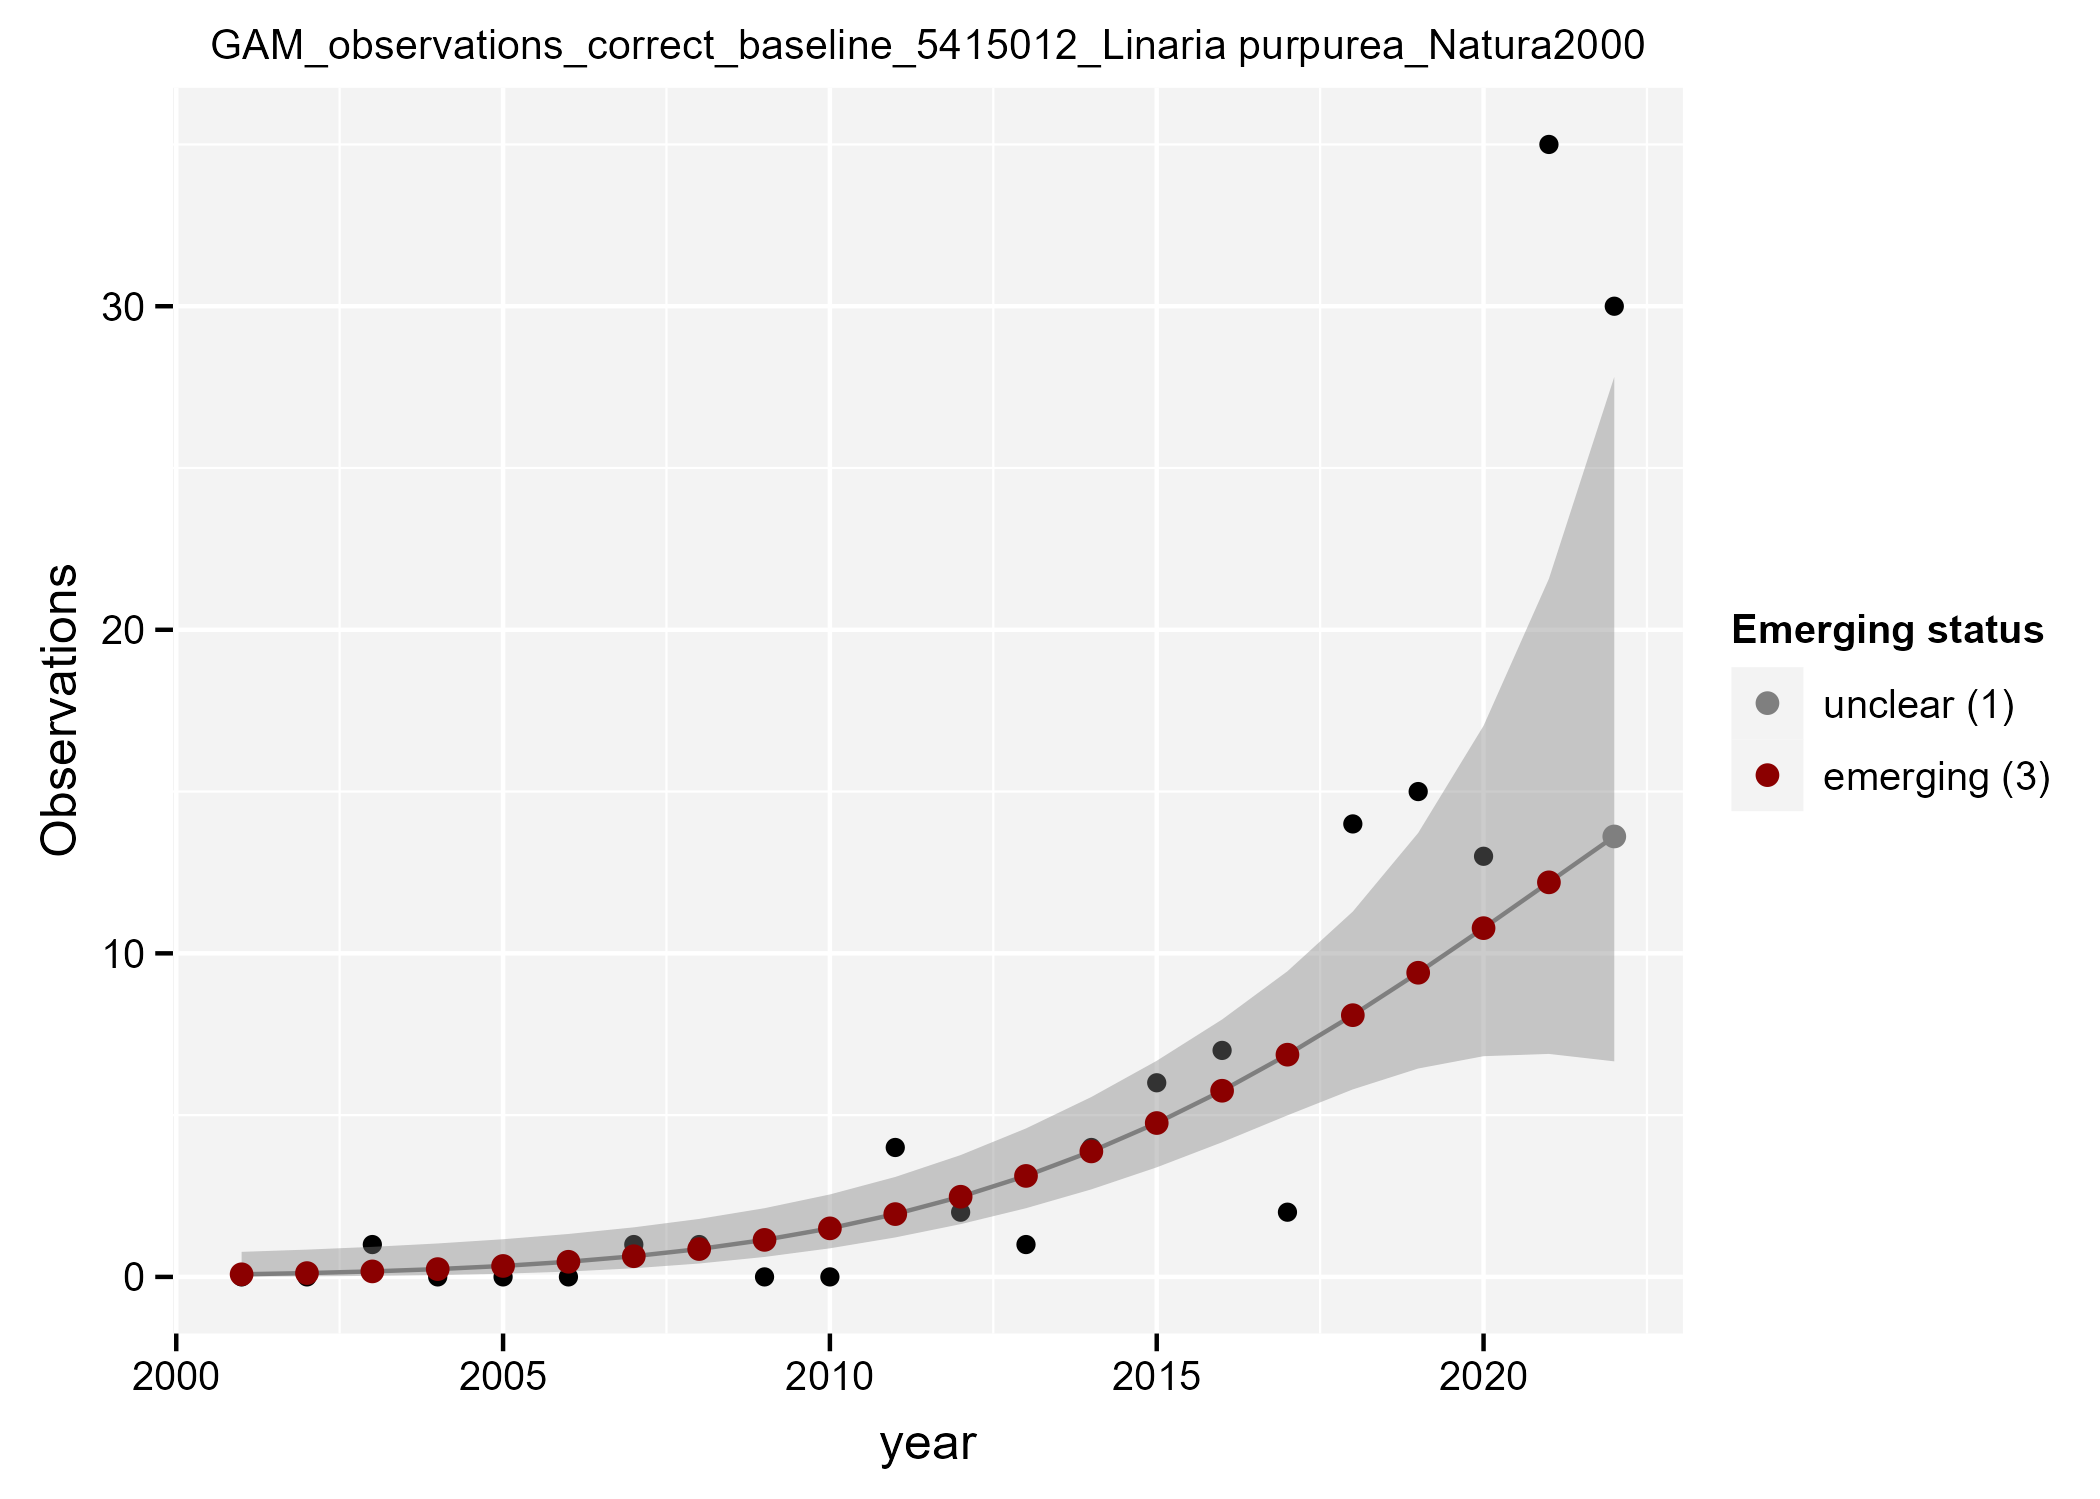 GAM_observations_correct_baseline_5415012_Linaria purpurea_Natura2000
Observations
30
20
10
0
2000 2005 2010 2015 2020
year
Emerging status
unclear (1)
emerging (3)